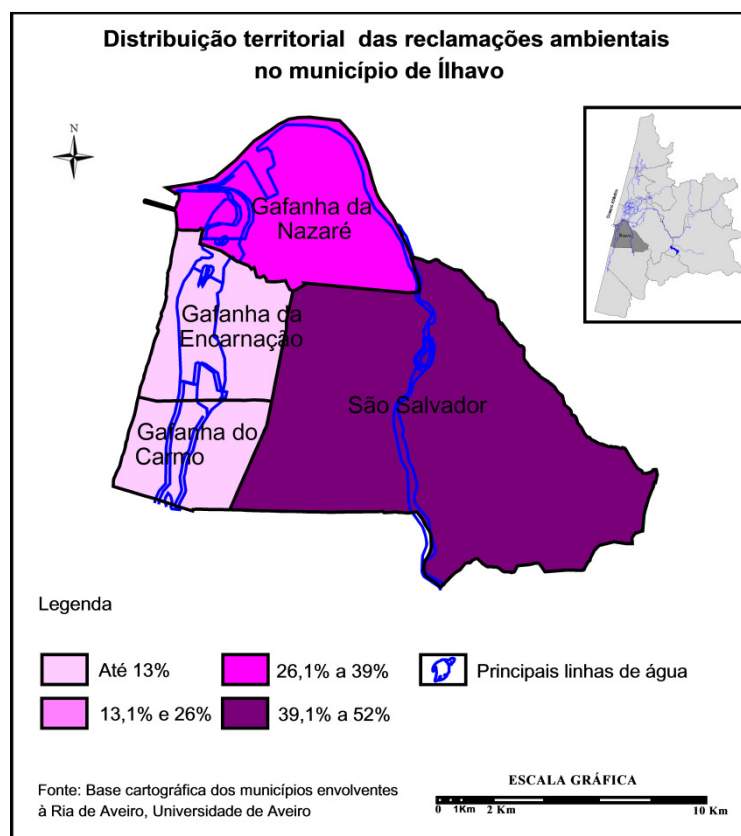 Distribuição territorial das reclamações ambientais
no município de Ílhavo
N
Gafanha da
Nazaré
Gafanha da
Encarnação
São Salvador
Gafanha do
Carmo
Legenda
Até 13%
26,1% a 39%
Principais linhas de água
13,1% e 26%
39,1% a 52%
Fonte: Base cartográfica dos municípios envolventes
à Ria de Aveiro, Universidade de Aveiro
ESCALA GRÁFICA
0 1Km 2 Km 10 Km